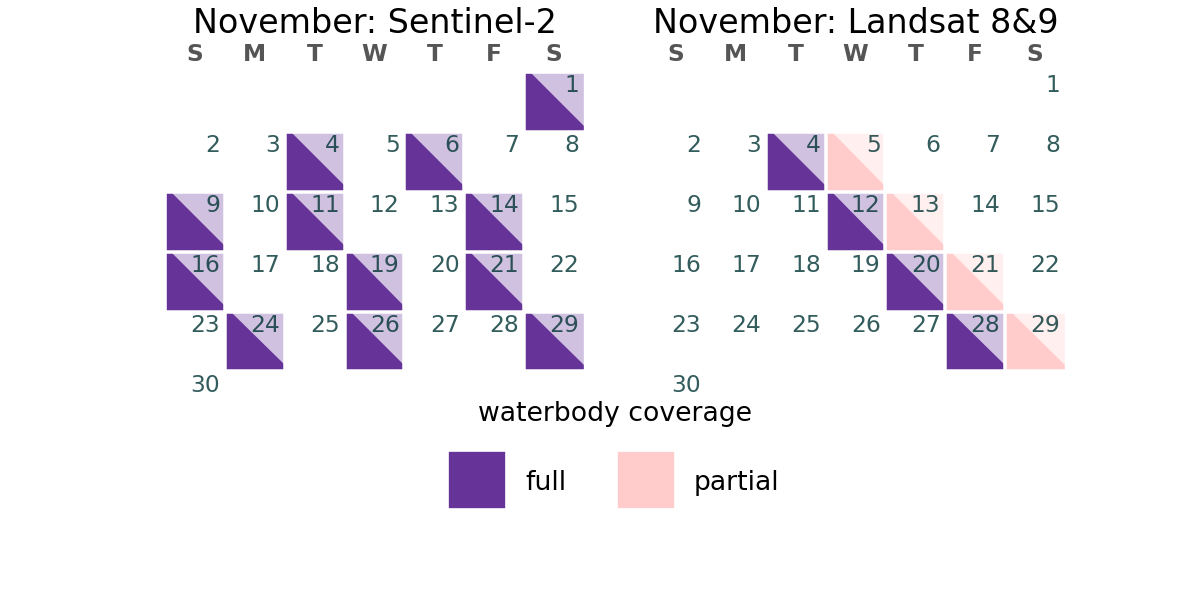 November: Sentinel-2
S M T W T F S
1
2 3 4 5 6 7 8
9 10 11 12 13 14 15
16 17 18 19 20 21 22
23 24 25 26 27 28 29
30
November: Landsat 8&9
S M T W T F S
1
2 3 4 5 6 7 8
9 10 11 12 13 14 15
16 17 18 19 20 21 22
23 24 25 26 27 28 29
30
waterbody coverage
full
partial